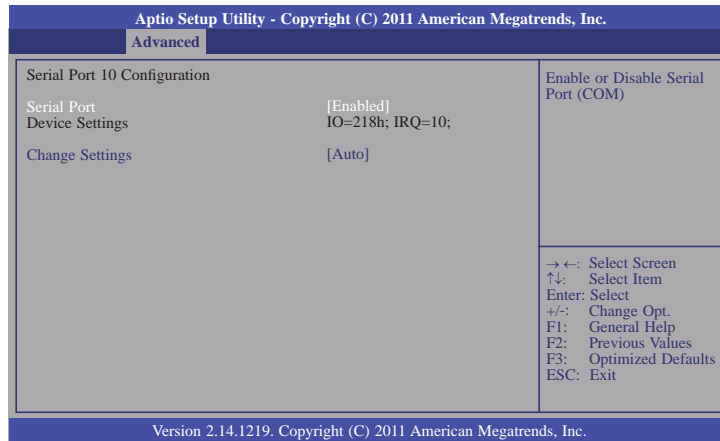 Aptio Setup Utility - Copyright (C) 2011 American Megatrends, Inc.
Advanced
Serial Port 10 Configuration
Serial Port [Enabled]
Device Settings IO=218h; IRQ=10;
Change Settings [Auto]
Enable or Disable Serial
Port (COM)
→ ←: Select Screen
↑↓: Select Item
Enter: Select
+/-: Change Opt.
F1: General Help
F2: Previous Values
F3: Optimized Defaults
ESC: Exit
Version 2.14.1219. Copyright (C) 2011 American Megatrends, Inc.